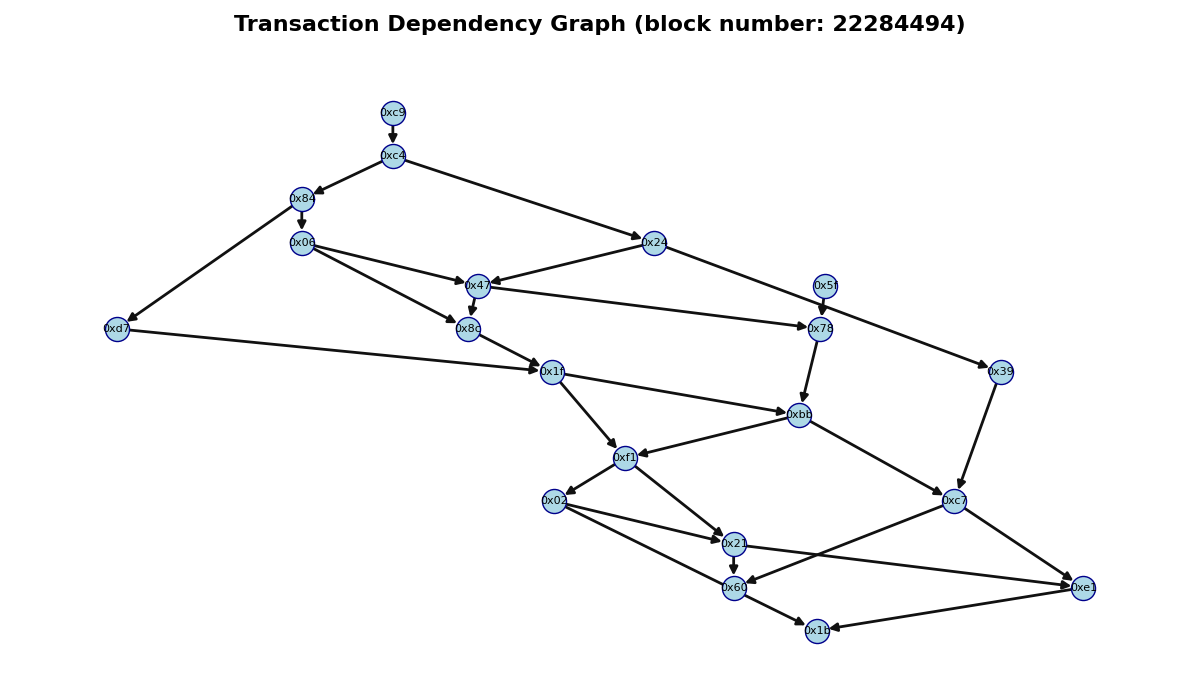 Transaction Dependency Graph (block number: 22284494)
0xc9
0xc4
0x84
0x06
0x24
0x47
0x5f
0xd7
0x8c
0x78
0x1f
0x39
0xbb
0xf1
0x02
0xc7
0x21
0x60
0xe1
0x1b